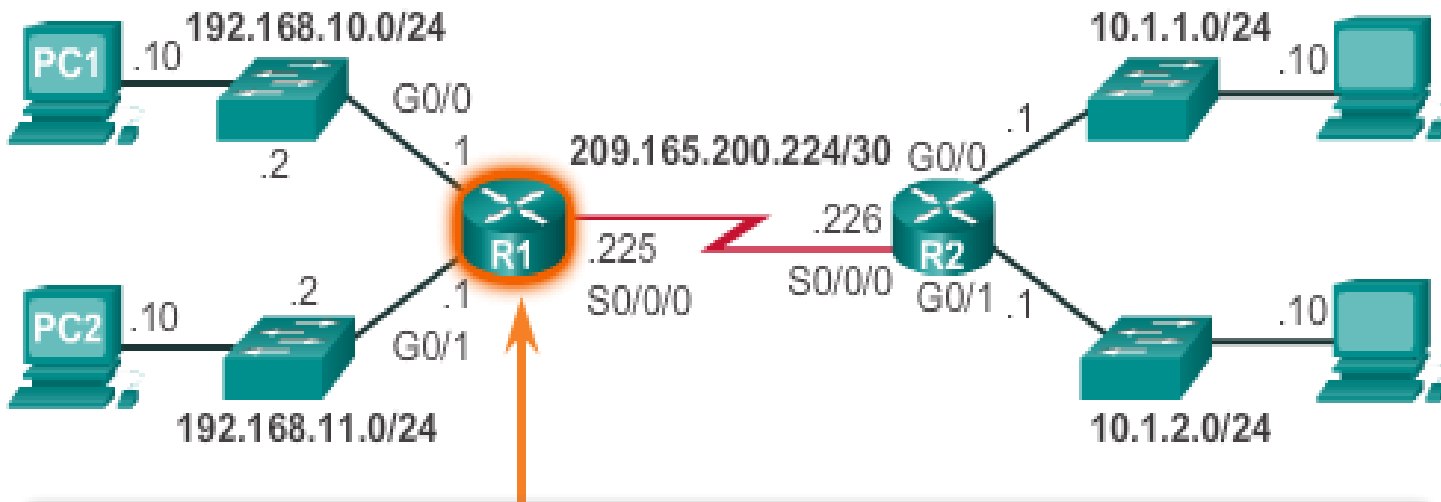 192.168.10.0/24
10.1.1.0/24
PC1
.10
.10
G0/0
.1
.1
209.165.200.224/30
G0/0
.2
.226
R1
.225
R2
.2
.1
S0/0/0
S0/0/0
G0/1
.1
PC2
.10
G0/1
.10
192.168.11.0/24
10.1.2.0/24